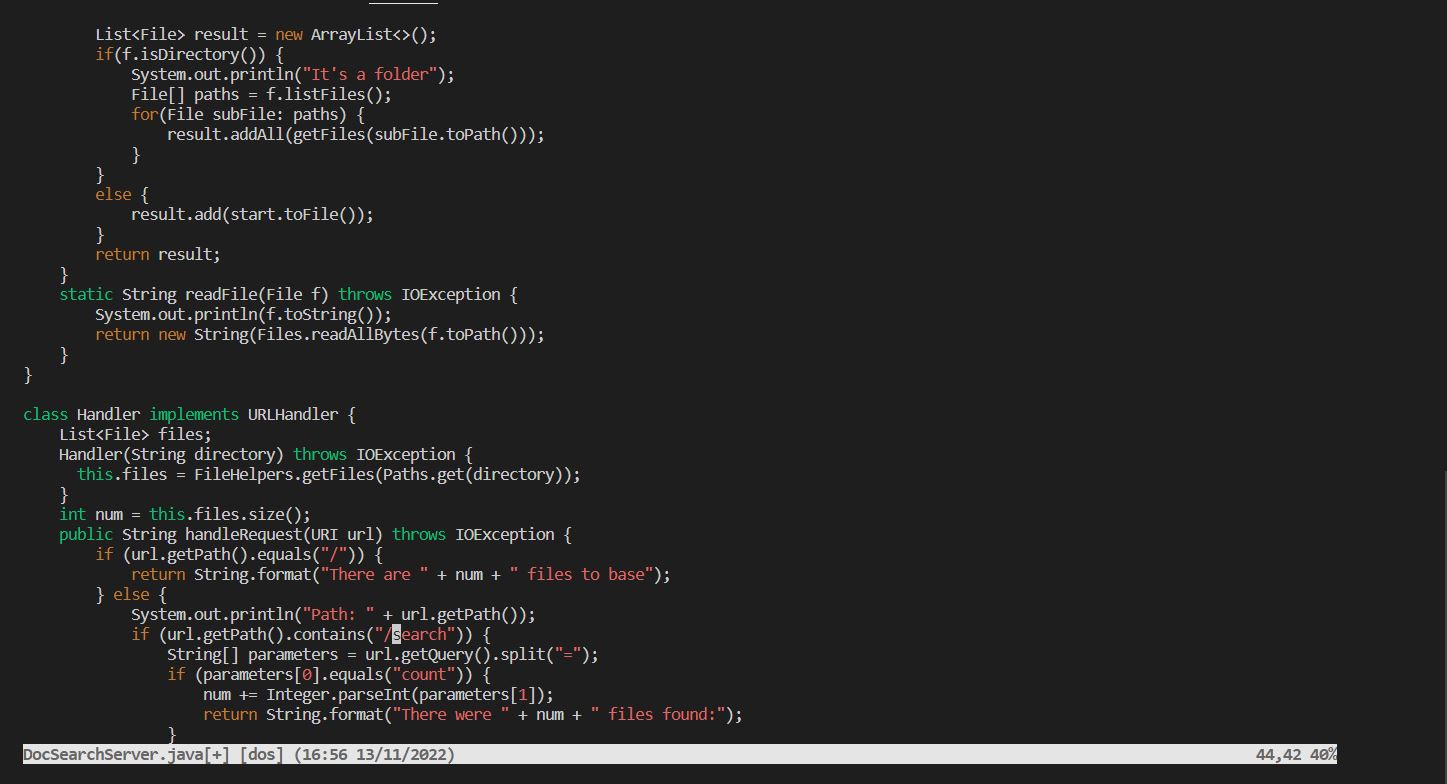 List<File> result = new ArrayList<>();
        if(f.isDirectory()) {
            System.out.println("It's a folder");
            File[] paths = f.listFiles();
            for(File subFile: paths) {
                result.addAll(getFiles(subFile.toPath()));
            }
        }
        else {
            result.add(start.toFile());
        }
        return result;
    }
    static String readFile(File f) throws IOException {
        System.out.println(f.toString());
        return new String(Files.readAllBytes(f.toPath()));
    }
}

class Handler implements URLHandler {
    List<File> files;
    Handler(String directory) throws IOException {
      this.files = FileHelpers.getFiles(Paths.get(directory));
    }
    int num = this.files.size();
    public String handleRequest(URI url) throws IOException {
        if (url.getPath().equals("/")) {
            return String.format("There are " + num + " files to base");
        } else {
            System.out.println("Path: " + url.getPath());
            if (url.getPath().contains("/search")) {
                String[] parameters = url.getQuery().split("=");
                if (parameters[0].equals("count")) {
                    num += Integer.parseInt(parameters[1]);
                    return String.format("There were " + num + " files found:");
                }
DocSearchServer.java[+] [dos] (16:56 13/11/2022) 44,42 40%